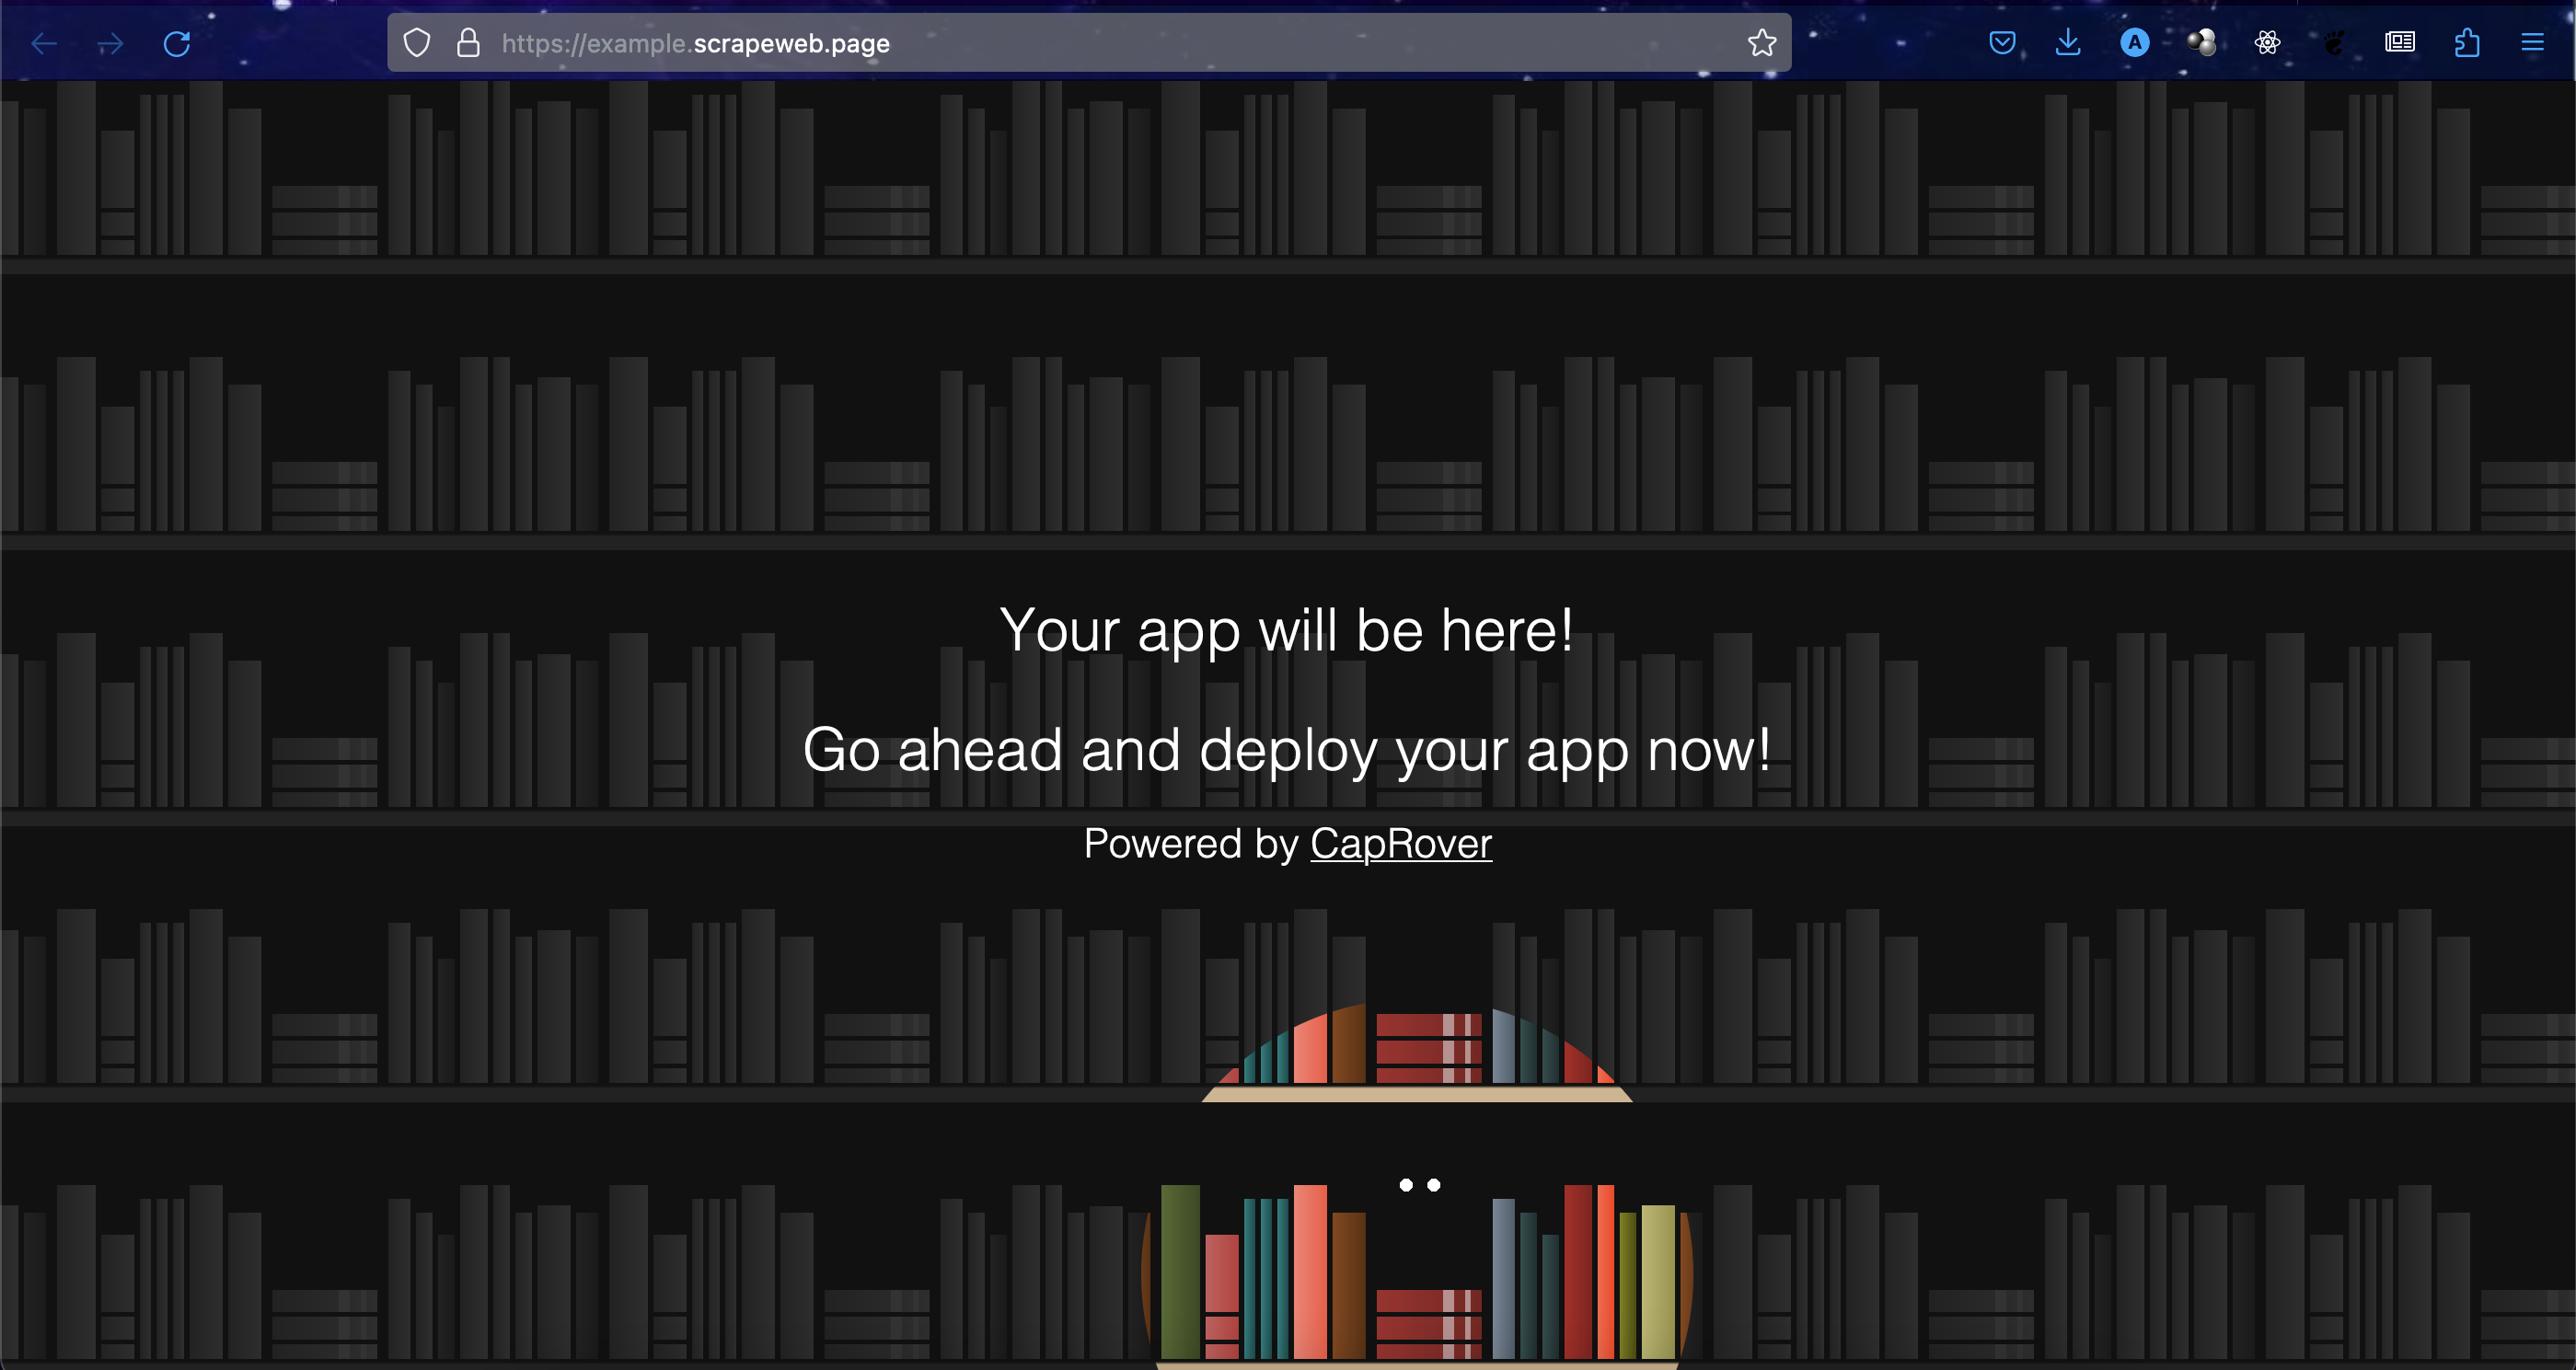 https://example.scrapeweb.page
A
Your app will be here!
Go ahead and deploy your app now!
Powered by CapRover